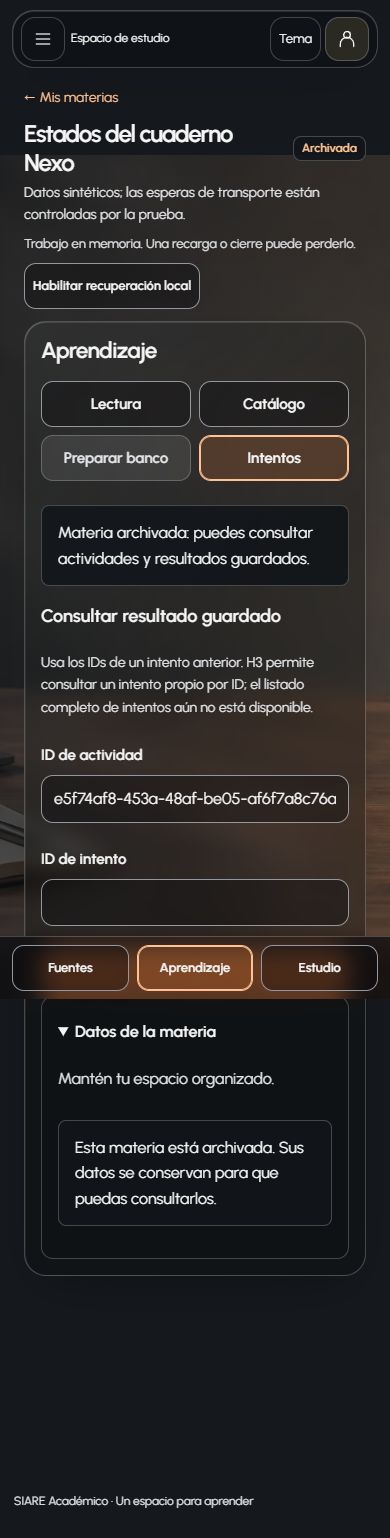 Espacio de estudio
Tema
← Mis materias
Estados del cuaderno
Nexo
Archivada
Datos sintéticos; las esperas de transporte están
controladas por la prueba.
Trabajo en memoria. Una recarga o cierre puede perderlo.
Habilitar recuperación local
Aprendizaje
Lectura
Catálogo
Preparar banco
Intentos
Materia archivada: puedes consultar
actividades y resultados guardados.
Consultar resultado guardado
Usa los IDs de un intento anterior. H3 permite
consultar un intento propio por ID; el listado
completo de intentos aún no está disponible.
ID de actividad
e5f74af8-453a-48af-be05-af6f7a8c76a
ID de intento
Fuentes
Aprendizaje
Estudio
▼ Datos de la materia
Mantén tu espacio organizado.
Esta materia está archivada. Sus
datos se conservan para que
puedas consultarlos.
SIARE Académico · Un espacio para aprender